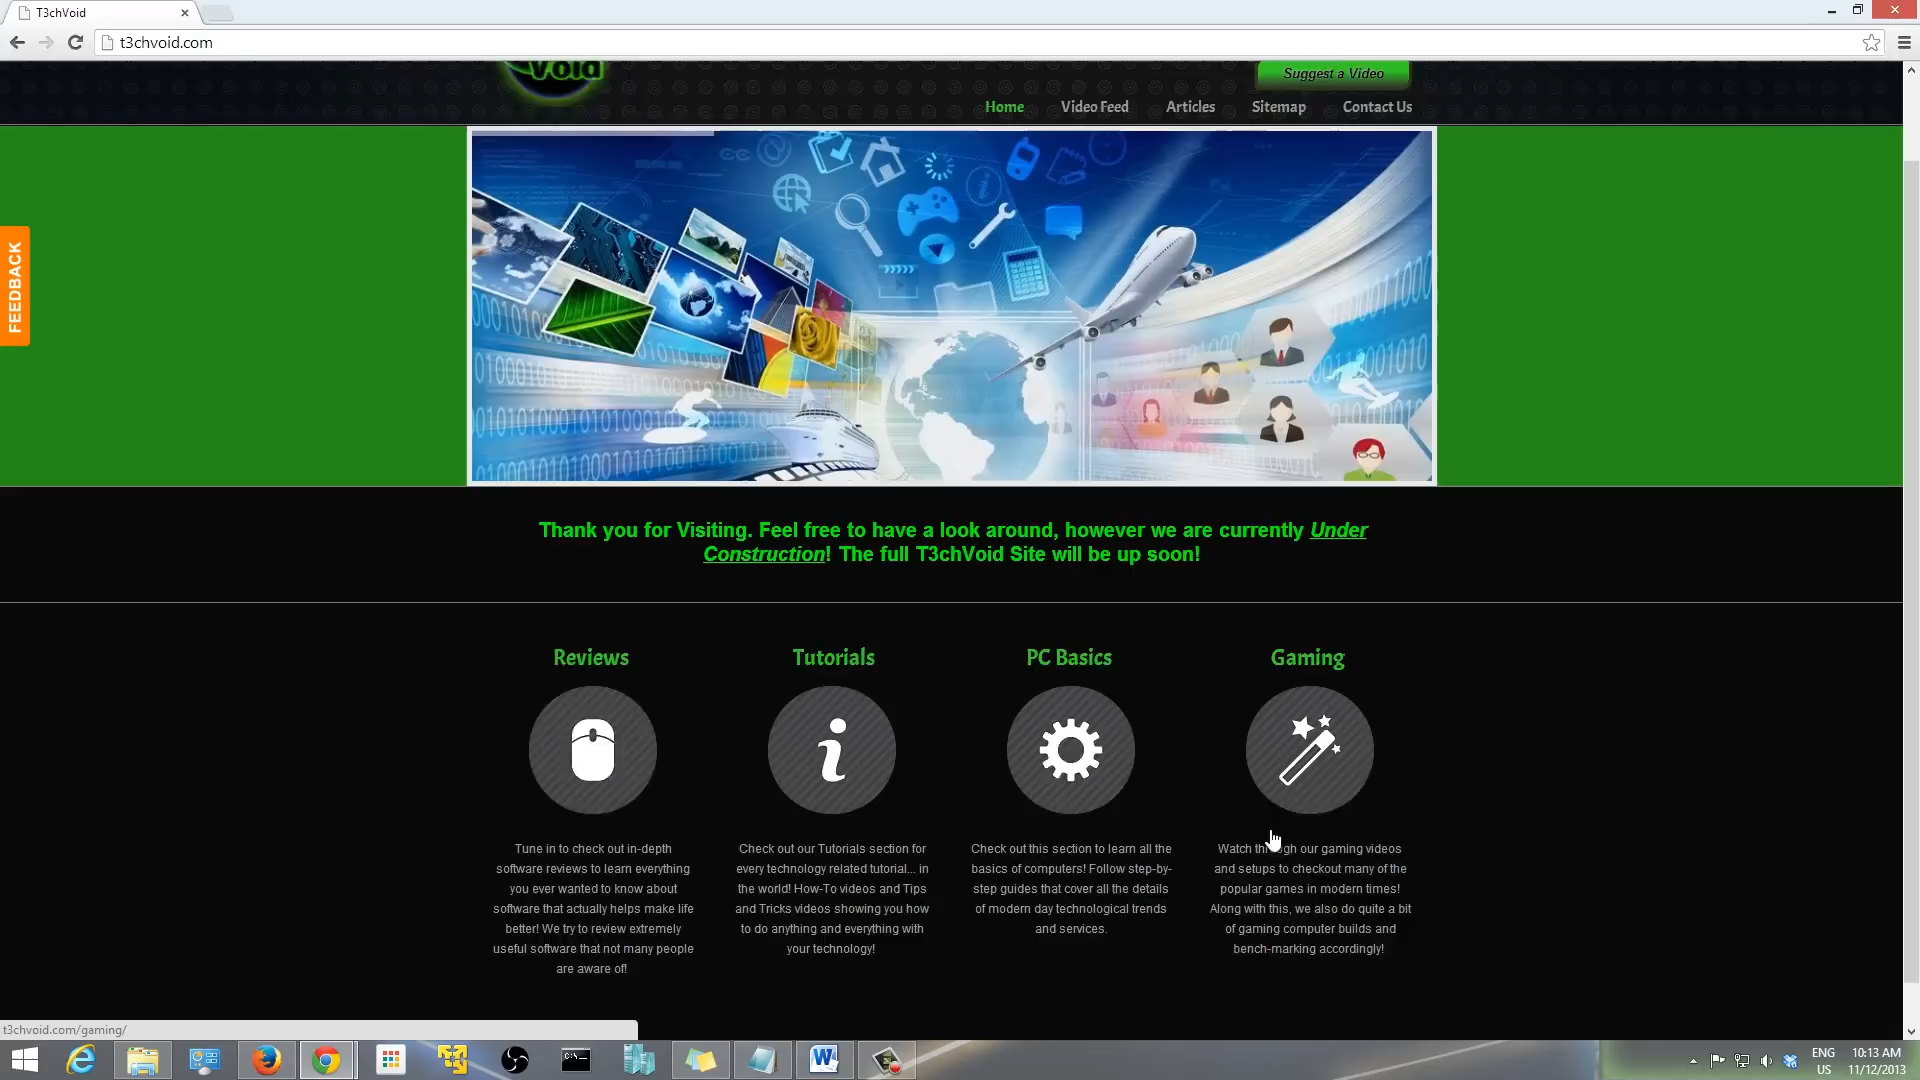 T3chVoid
t3chvoid.com
Void
Suggest a Video
Home Video Feed Articles Sitemap Contact Us
FEEDBACK
Thank you for Visiting. Feel free to have a look around, however we are currently Under
Construction! The full T3chVoid Site will be up soon!
Reviews
Tune in to check out in-depth
software reviews to learn everything
you ever wanted to know about
software that actually helps make life
better! We try to review extremely
useful software that not many people
are aware of!
Tutorials
Check out our Tutorials section for
every technology related tutorial... in
the world! How-To videos and Tips
and Tricks videos showing you how
to do anything and everything with
your technology!
PC Basics
Check out this section to learn all the
basics of computers! Follow step-by-
step guides that cover all the details
of modern day technological trends
and services.
Gaming
Watch through our gaming videos
and setups to checkout many of the
popular games in modern times!
Along with this, we also do quite a bit
of gaming computer builds and
bench-marking accordingly!
t3chvoid.com/gaming/
ENG 10:13 AM
US 11/12/2013